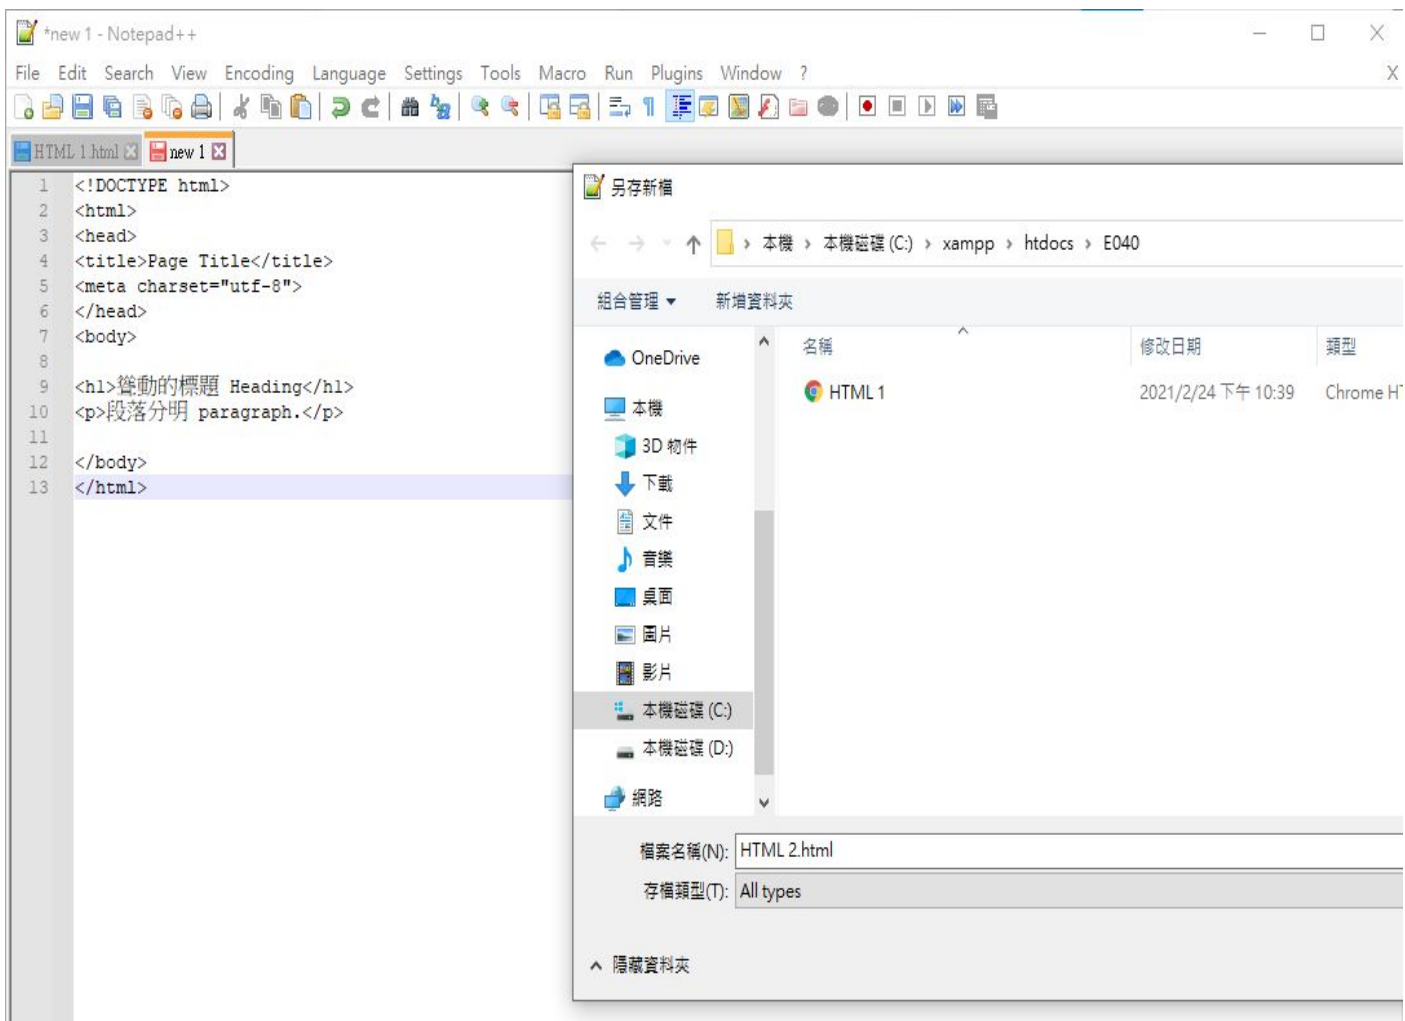 *new 1 - Notepad++
File Edit Search View Encoding Language Settings Tools Macro Run Plugins Window ? X
HTML 1.html new 1
1 <!DOCTYPE html>
2 <html>
3 <head>
4 <title>Page Title</title>
5 <meta charset="utf-8">
6 </head>
7 <body>
8
9 <h1>聳動的標題 Heading</h1>
10 <p>段落分明 paragraph.</p>
11
12 </body>
13 </html>
另存新檔
本機 › 本機磁碟 (C:) › xampp › htdocs › E040
組合管理 新增資料夾
名稱 修改日期 類型
HTML 1 2021/2/24 下午 10:39 Chrome HT
OneDrive
本機
3D 物件
下載
文件
音樂
桌面
圖片
影片
本機磁碟 (C:)
本機磁碟 (D:)
網路
檔案名稱(N): HTML 2.html
存檔類型(T): All types
隱藏資料夾